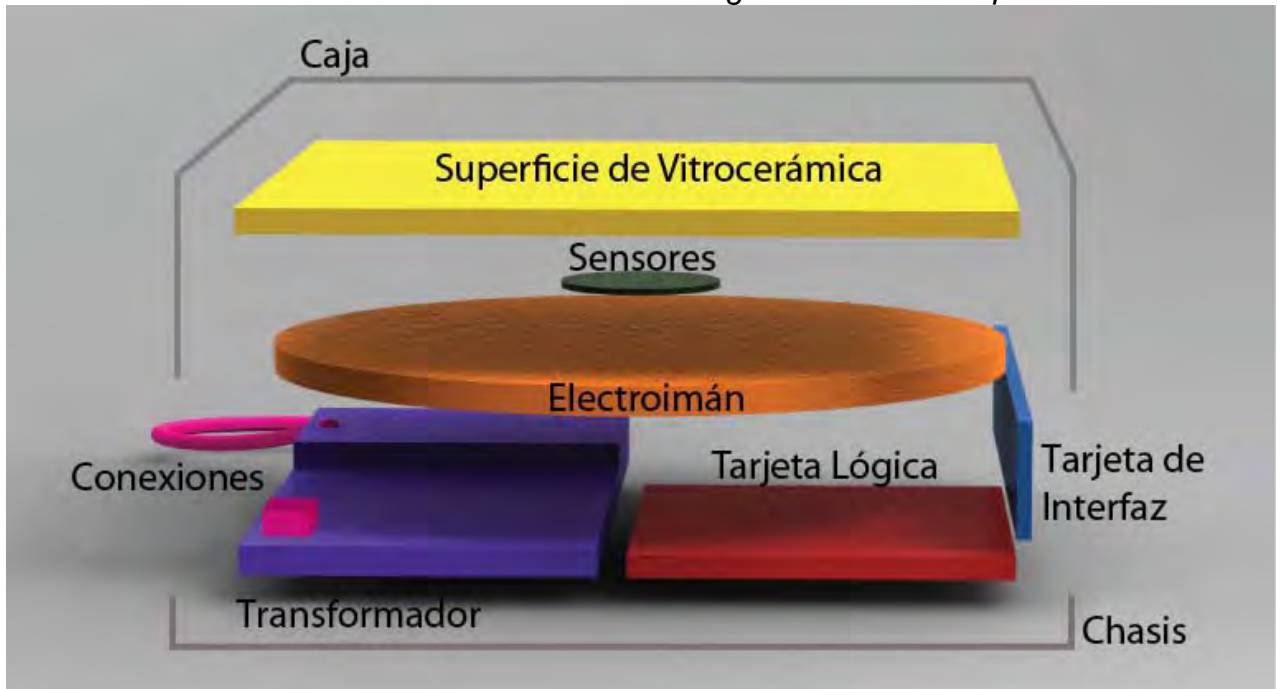 Caja
Superficie de Vitrocerámica
Sensores
Electroimán
Conexiones
Tarjeta Lógica
Tarjeta de
Interfaz
Transformador
Chasis